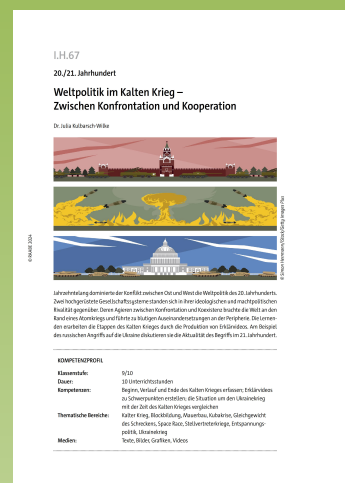 I.H.67
20./21. Jahrhundert
Weltpolitik im Kalten Krieg –
Zwischen Konfrontation und Kooperation
Dr. Julia Kulbarsch-Wilke
© RAABE 2024
© Simon Herrmann/iStock/Getty Images Plus
Jahrzehntelang dominierte der Konflikt zwischen Ost und West die Weltpolitik des 20. Jahrhunderts.
Zwei hochgerüstete Gesellschaftssysteme standen sich in ihrer ideologischen und machtpolitischen
Rivalität gegenüber. Deren Agieren zwischen Konfrontation und Koexistenz brachte die Welt an den
Rand eines Atomkriegs und führte zu blutigen Auseinandersetzungen an der Peripherie. Die Lernen-
den erarbeiten die Etappen des Kalten Kriegs durch die Produktion von Erklärvideos. Am Beispiel
des russischen Angriffs auf die Ukraine diskutieren sie die Aktualität des Begriffs im 21. Jahrhundert.
KOMPETENZPROFIL
Klassenstufe: 9/10
Dauer: 10 Unterrichtsstunden
Kompetenzen: Beginn, Verlauf und Ende des Kalten Krieges erfassen; Erklärvideos
zu Schwerpunkten erstellen; die Situation um den Ukrainekrieg
mit der Zeit des Kalten Krieges vergleichen
Thematische Bereiche: Kalter Krieg, Blockbildung, Mauerbau, Kubakrise, Gleichgewicht
des Schreckens, Space Race, Stellvertreterkriege, Entspannungs-
politik, Ukrainekrieg
Medien: Texte, Bilder, Grafiken, Videos